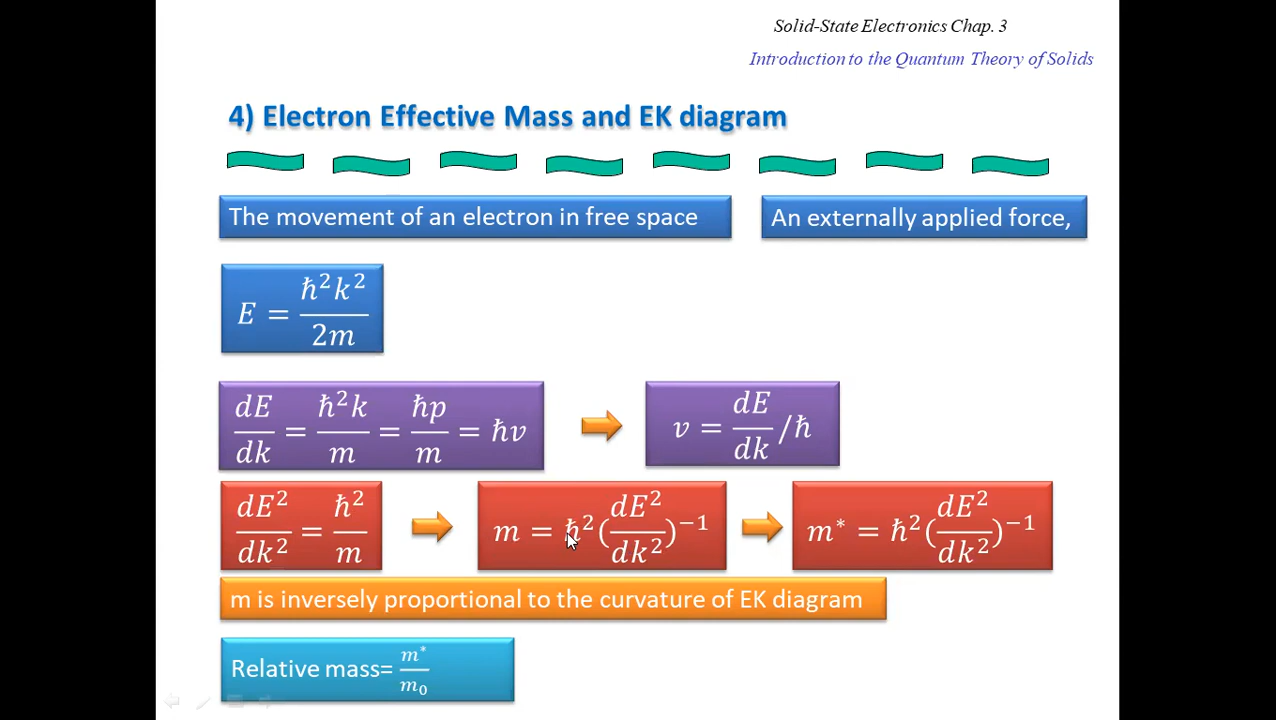 Solid-State Electronics Chap. 3
Introduction to the Quantum Theory of Solids
4) Electron Effective Mass and EK diagram
The movement of an electron in free space
An externally applied force,
E = ħ²k²/2m
dE/dk = ħ²k/m = ħp/m = ħv
v = dE/dk /ħ
dE²/dk² = ħ²/m
m = ħ²(dE²/dk²)⁻¹
m* = ħ²(dE²/dk²)⁻¹
m is inversely proportional to the curvature of EK diagram
Relative mass= m*/m₀